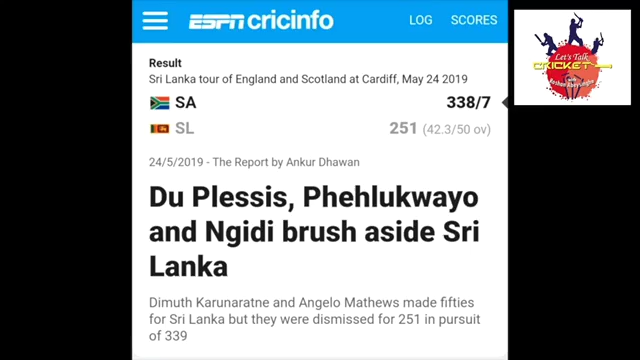 ESPN cricinfo LOG SCORES
Let's Talk
CRICKET
Result
Sri Lanka tour of England and Scotland at Cardiff, May 24 2019
SA 338/7
SL 251 (42.3/50 ov)
24/5/2019 - The Report by Ankur Dhawan
Du Plessis, Phehlukwayo
and Ngidi brush aside Sri
Lanka
Dimuth Karunaratne and Angelo Mathews made fifties
for Sri Lanka but they were dismissed for 251 in pursuit
of 339